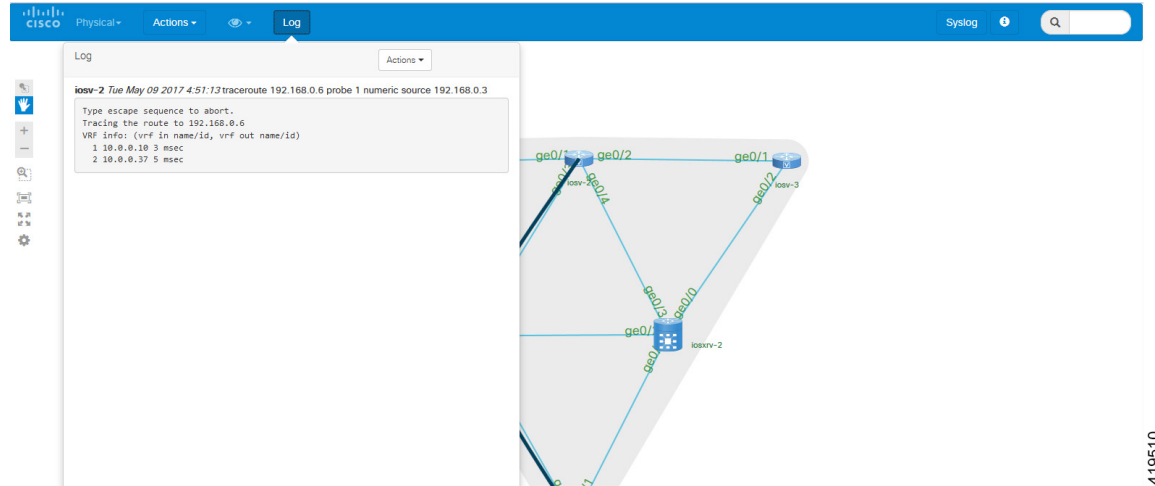 cisco Physical Actions Log Syslog
Log Actions
iosv-2 Tue May 09 2017 4:51:13 traceroute 192.168.0.6 probe 1 numeric source 192.168.0.3
Type escape sequence to abort.
Tracing the route to 192.168.0.6
VRF info: (vrf in name/id, vrf out name/id)
1 10.0.0.10 3 msec
2 10.0.0.37 5 msec
ge0/2
ge0/1
iosv-3
ge0/4
ge0/2
ge0/3
ge0/0
iosxrv-2
419510